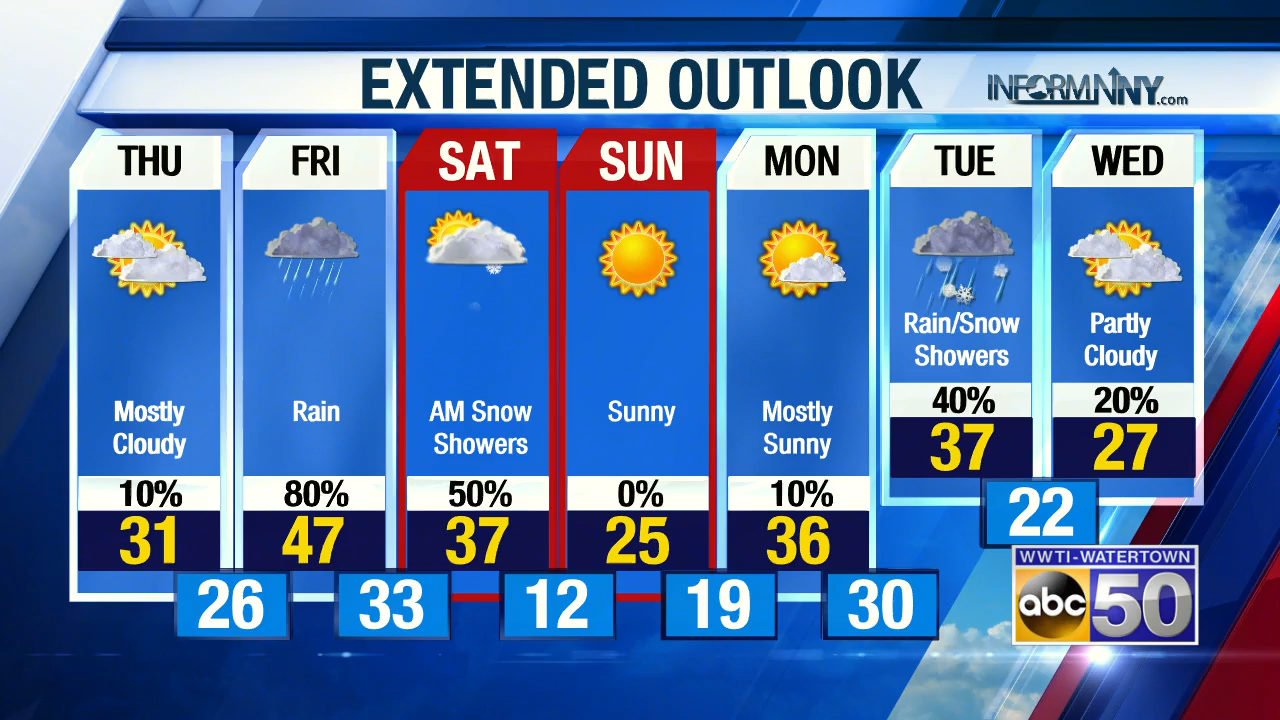 EXTENDED OUTLOOK
INFORMNNY.com
THU
Mostly
Cloudy
10%
31
26
FRI
Rain
80%
47
33
SAT
AM Snow
Showers
50%
37
12
SUN
Sunny
0%
25
19
MON
Mostly
Sunny
10%
36
30
TUE
Rain/Snow
Showers
40%
37
22
WED
Partly
Cloudy
20%
27
WWTI-WATERTOWN
abc 50